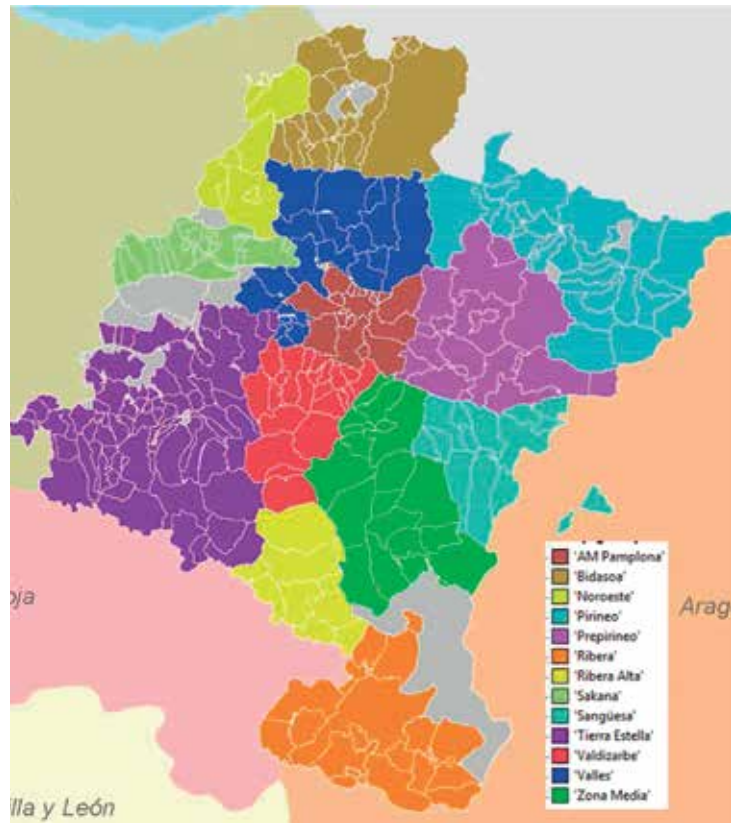 'AM Pamplona'
'Bidasoa'
'Noroeste'
'Pirineo'
'Prepirineo'
'Ribera'
'Ribera Alta'
'Sakana'
'Sangüesa'
'Tierra Estella'
'Valdizarbe'
'Valles'
'Zona Media'
oja
Arag
illa y León